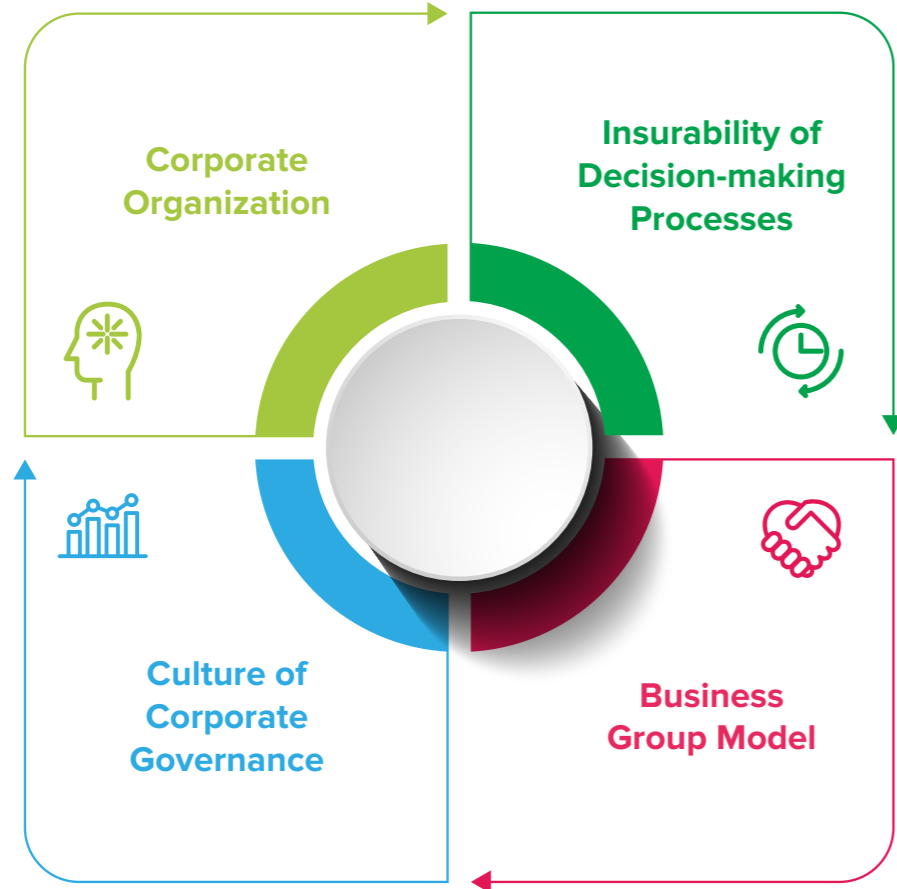 Corporate
Organization
Insurability of
Decision-making
Processes
Culture of
Corporate
Governance
Business
Group Model